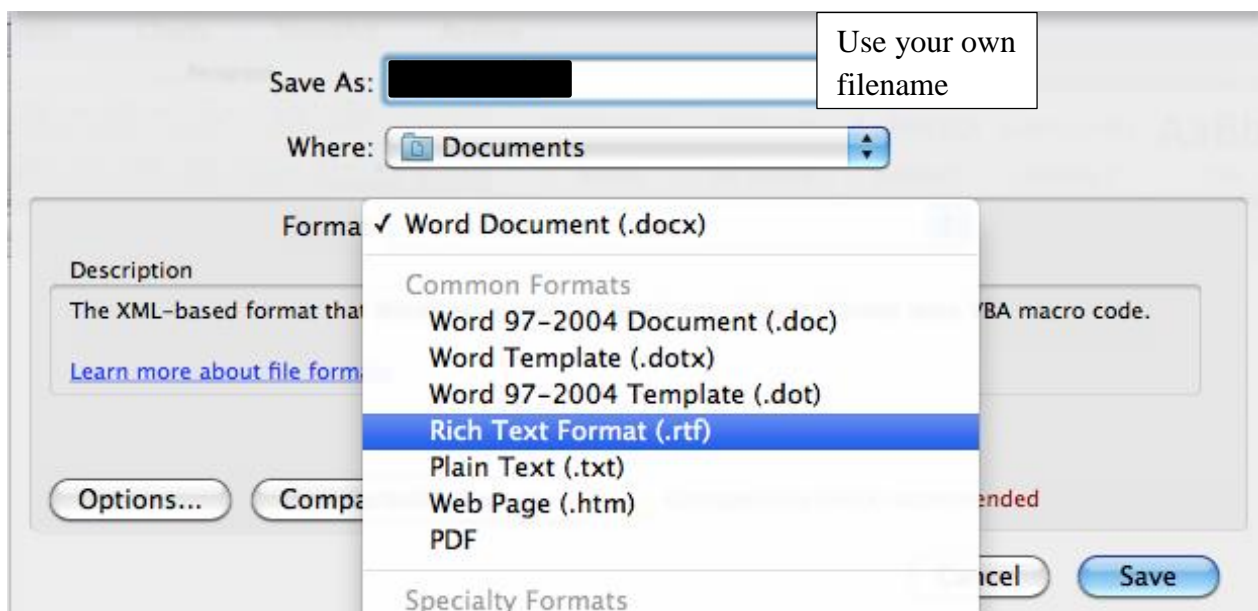 Use your own
filename
Save As:
Where: Documents
Forma ✓ Word Document (.docx)
Description
Common Formats
The XML-based format that VBA macro code.
Word 97-2004 Document (.doc)
Word Template (.dotx)
Learn more about file forma
Word 97-2004 Template (.dot)
Rich Text Format (.rtf)
Plain Text (.txt)
Options... Compa Web Page (.htm) ended
PDF
ncel Save
Specialty Formats